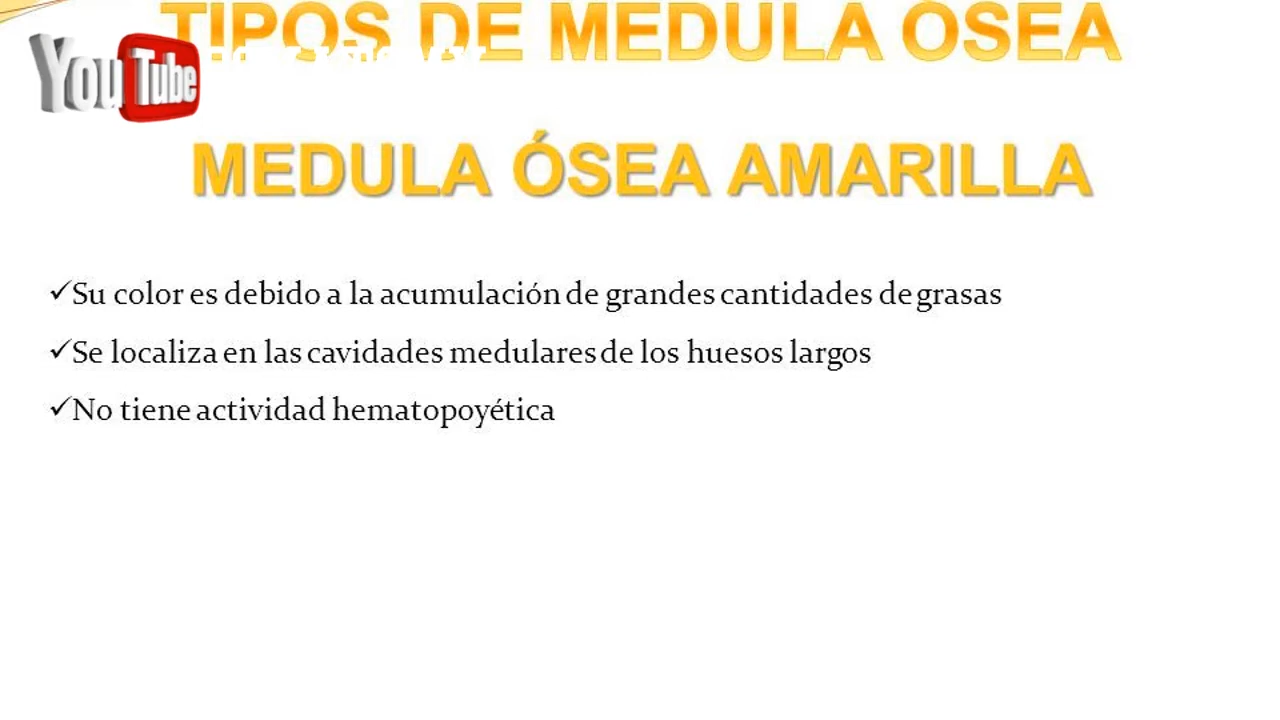 TIPOS DE MEDULA OSEA
YouTube
MEDULA ÓSEA AMARILLA
✓Su color es debido a la acumulación de grandes cantidades de grasas
✓Se localiza en las cavidades medulares de los huesos largos
✓No tiene actividad hematopoyética